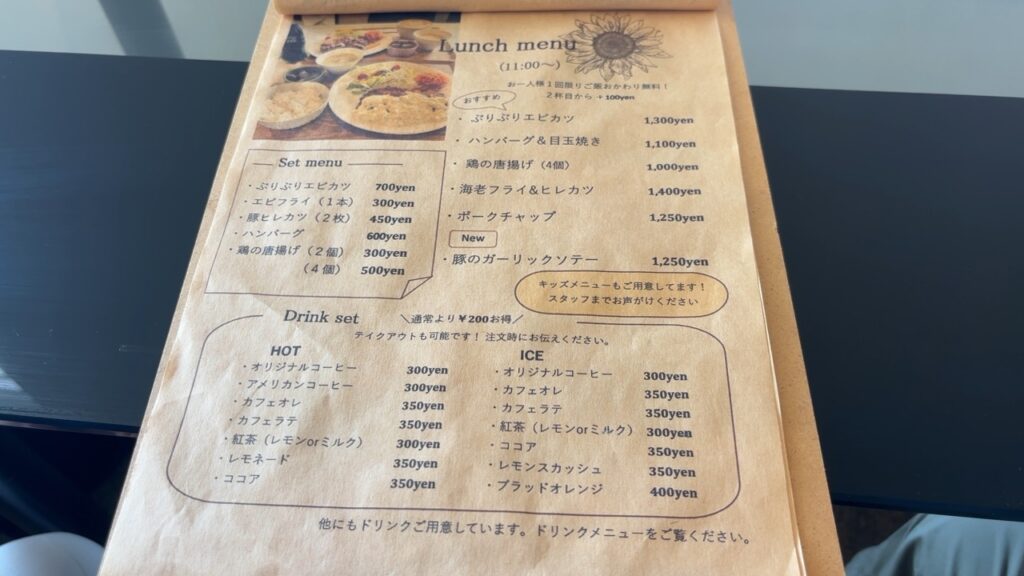 Lunch menu
(11:00～)
お一人様1回限りご飯おかわり無料！
2杯目から +100yen
おすすめ
・ぷりぷりエビカツ 1,300yen
・ハンバーグ＆目玉焼き 1,100yen
・鶏の唐揚げ（4個） 1,000yen
・海老フライ&ヒレカツ 1,400yen
・ポークチャップ 1,250yen
New
・豚のガーリックソテー 1,250yen
キッズメニューもご用意してます！
スタッフまでお声がけください
Set menu
・ぷりぷりエビカツ 700yen
・エビフライ（1本） 300yen
・豚ヒレカツ（2枚） 450yen
・ハンバーグ 600yen
・鶏の唐揚げ（2個） 300yen
（4個） 500yen
Drink set ＼通常より￥200お得／
テイクアウトも可能です！注文時にお伝えください。
HOT
・オリジナルコーヒー 300yen
・アメリカンコーヒー 300yen
・カフェオレ 350yen
・カフェラテ 350yen
・紅茶（レモンorミルク） 300yen
・レモネード 350yen
・ココア 350yen
ICE
・オリジナルコーヒー 300yen
・カフェオレ 350yen
・カフェラテ 350yen
・紅茶（レモンorミルク） 300yen
・ココア 350yen
・レモンスカッシュ 350yen
・ブラッドオレンジ 400yen
他にもドリンクご用意しています。ドリンクメニューをご覧ください。